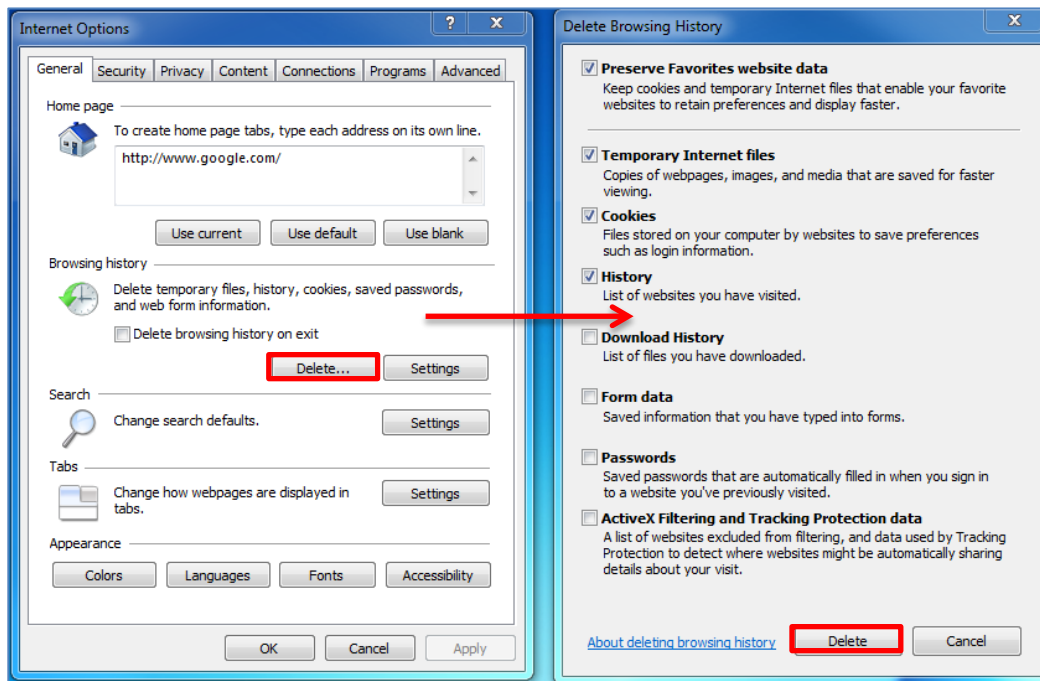 Internet Options
?
X
General Security Privacy Content Connections Programs Advanced
Home page
To create home page tabs, type each address on its own line.
http://www.google.com/
Use current Use default Use blank
Browsing history
Delete temporary files, history, cookies, saved passwords,
and web form information.
Delete browsing history on exit
Delete... Settings
Search
Change search defaults.
Settings
Tabs
Change how webpages are displayed in
tabs.
Settings
Appearance
Colors Languages Fonts Accessibility
OK Cancel Apply
Delete Browsing History
X
Preserve Favorites website data
Keep cookies and temporary Internet files that enable your favorite
websites to retain preferences and display faster.
Temporary Internet files
Copies of webpages, images, and media that are saved for faster
viewing.
Cookies
Files stored on your computer by websites to save preferences
such as login information.
History
List of websites you have visited.
Download History
List of files you have downloaded.
Form data
Saved information that you have typed into forms.
Passwords
Saved passwords that are automatically filled in when you sign in
to a website you've previously visited.
ActiveX Filtering and Tracking Protection data
A list of websites excluded from filtering, and data used by Tracking
Protection to detect where websites might be automatically sharing
details about your visit.
About deleting browsing history Delete Cancel